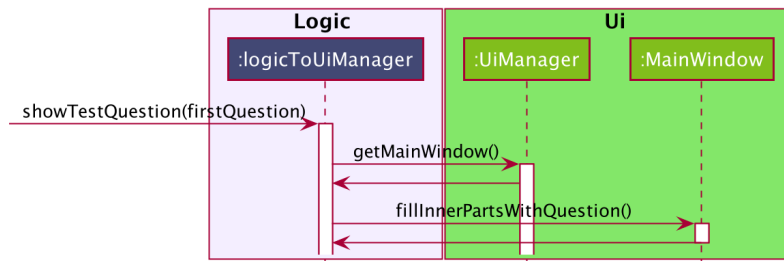 Logic
Ui
:logicToUiManager
:UiManager
:MainWindow
showTestQuestion(firstQuestion)
getMainWindow()
fillInnerPartsWithQuestion()